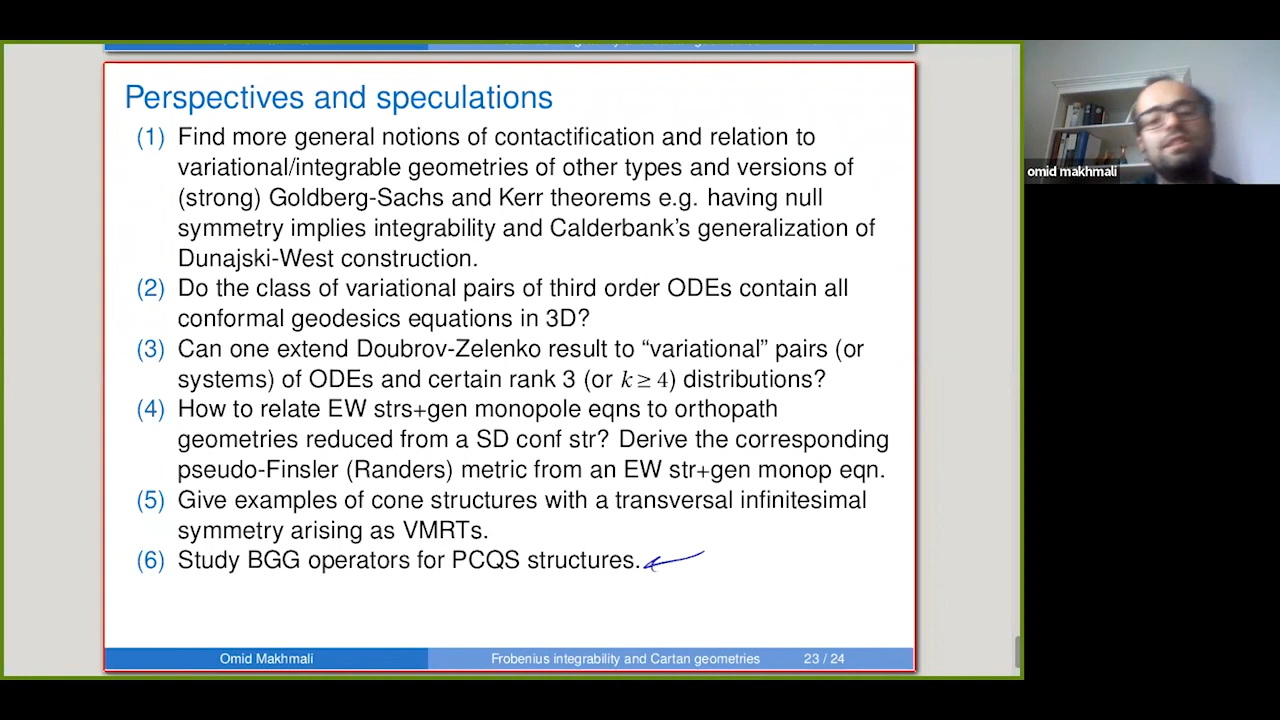 Perspectives and speculations
(1) Find more general notions of contactification and relation to
variational/integrable geometries of other types and versions of
(strong) Goldberg-Sachs and Kerr theorems e.g. having null
symmetry implies integrability and Calderbank's generalization of
Dunajski-West construction.
(2) Do the class of variational pairs of third order ODEs contain all
conformal geodesics equations in 3D?
(3) Can one extend Doubrov-Zelenko result to “variational” pairs (or
systems) of ODEs and certain rank 3 (or k ≥ 4) distributions?
(4) How to relate EW strs+gen monopole eqns to orthopath
geometries reduced from a SD conf str? Derive the corresponding
pseudo-Finsler (Randers) metric from an EW str+gen monop eqn.
(5) Give examples of cone structures with a transversal infinitesimal
symmetry arising as VMRTs.
(6) Study BGG operators for PCQS structures.
Omid Makhmali Frobenius integrability and Cartan geometries 23 / 24
omid makhmali